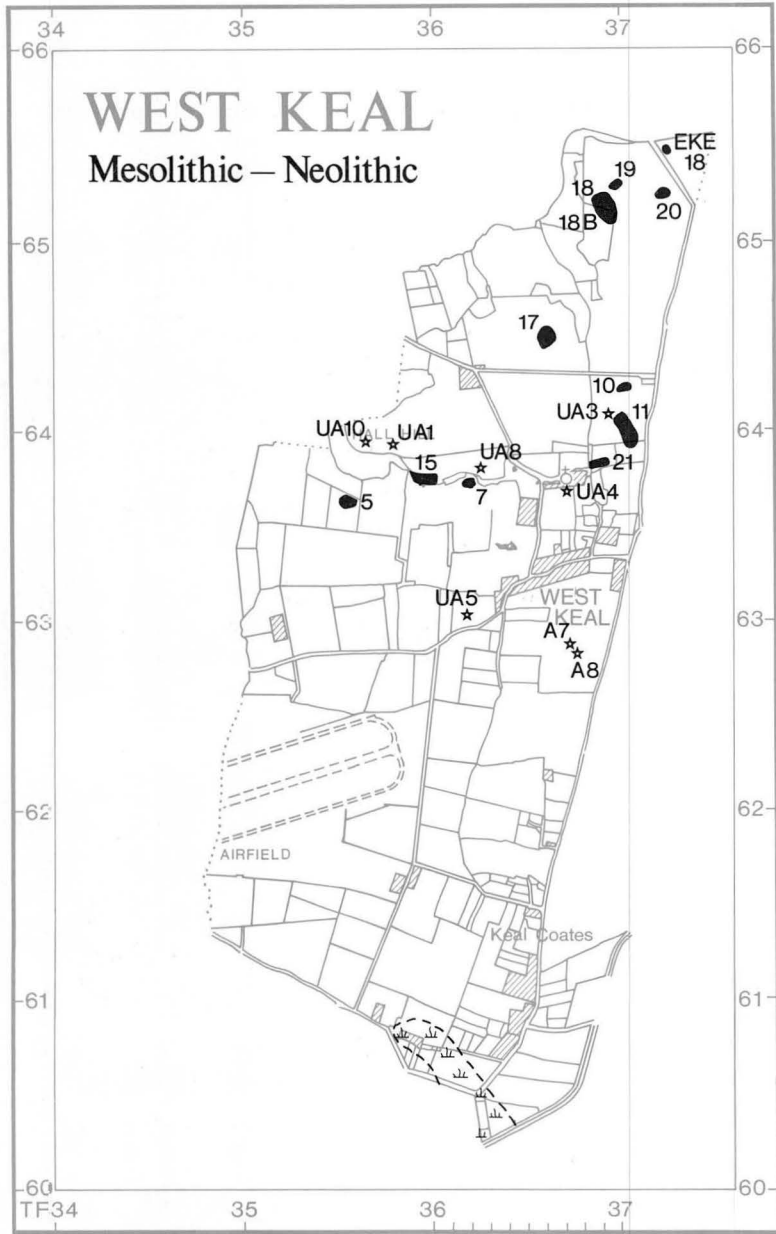 34 35 36 37
66 66
WEST KEAL
Mesolithic – Neolithic
EKE
18
19
18
20
18B
65 65
17
10
UA3 11
64 64
UA10 UA1
UA8
15 21
5 7 UA4
UA5
63 WEST 63
KEAL
A7
A8
62 62
AIRFIELD
Keal Coates
61 61
60 60
TF34 35 36 37